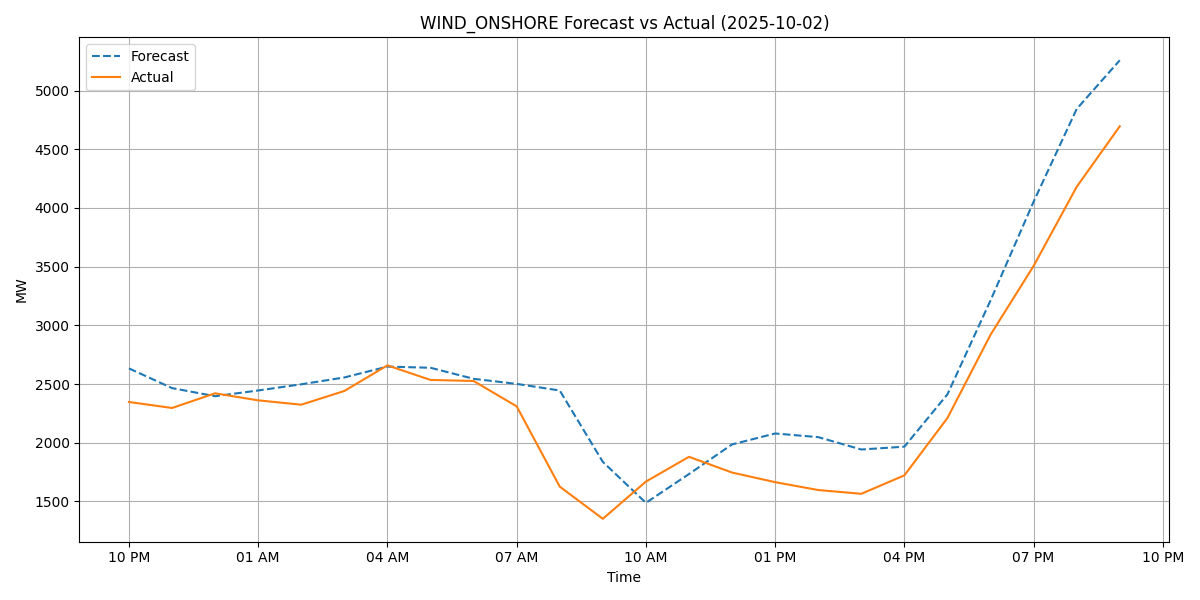 WIND_ONSHORE Forecast vs Actual (2025-10-02)
Forecast
Actual
MW
5000
4500
4000
3500
3000
2500
2000
1500
10 PM 01 AM 04 AM 07 AM 10 AM 01 PM 04 PM 07 PM 10 PM
Time